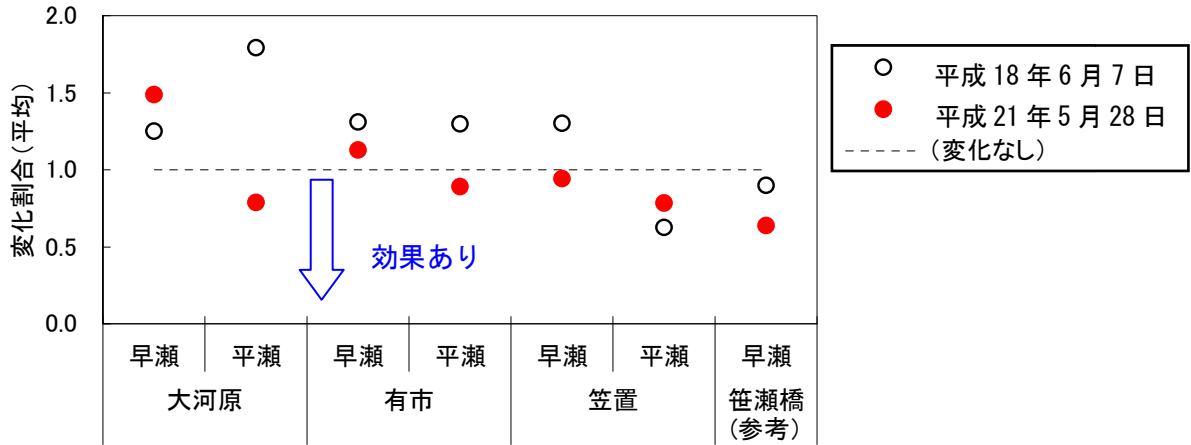 2.0
1.5
1.0
0.5
0.0
変化割合(平均)
効果あり
平成 18 年 6 月 7 日
平成 21 年 5 月 28 日
(変化なし)
早瀬 平瀬 早瀬 平瀬 早瀬 平瀬 早瀬
大河原 有市 笠置 笹瀬橋
(参考)